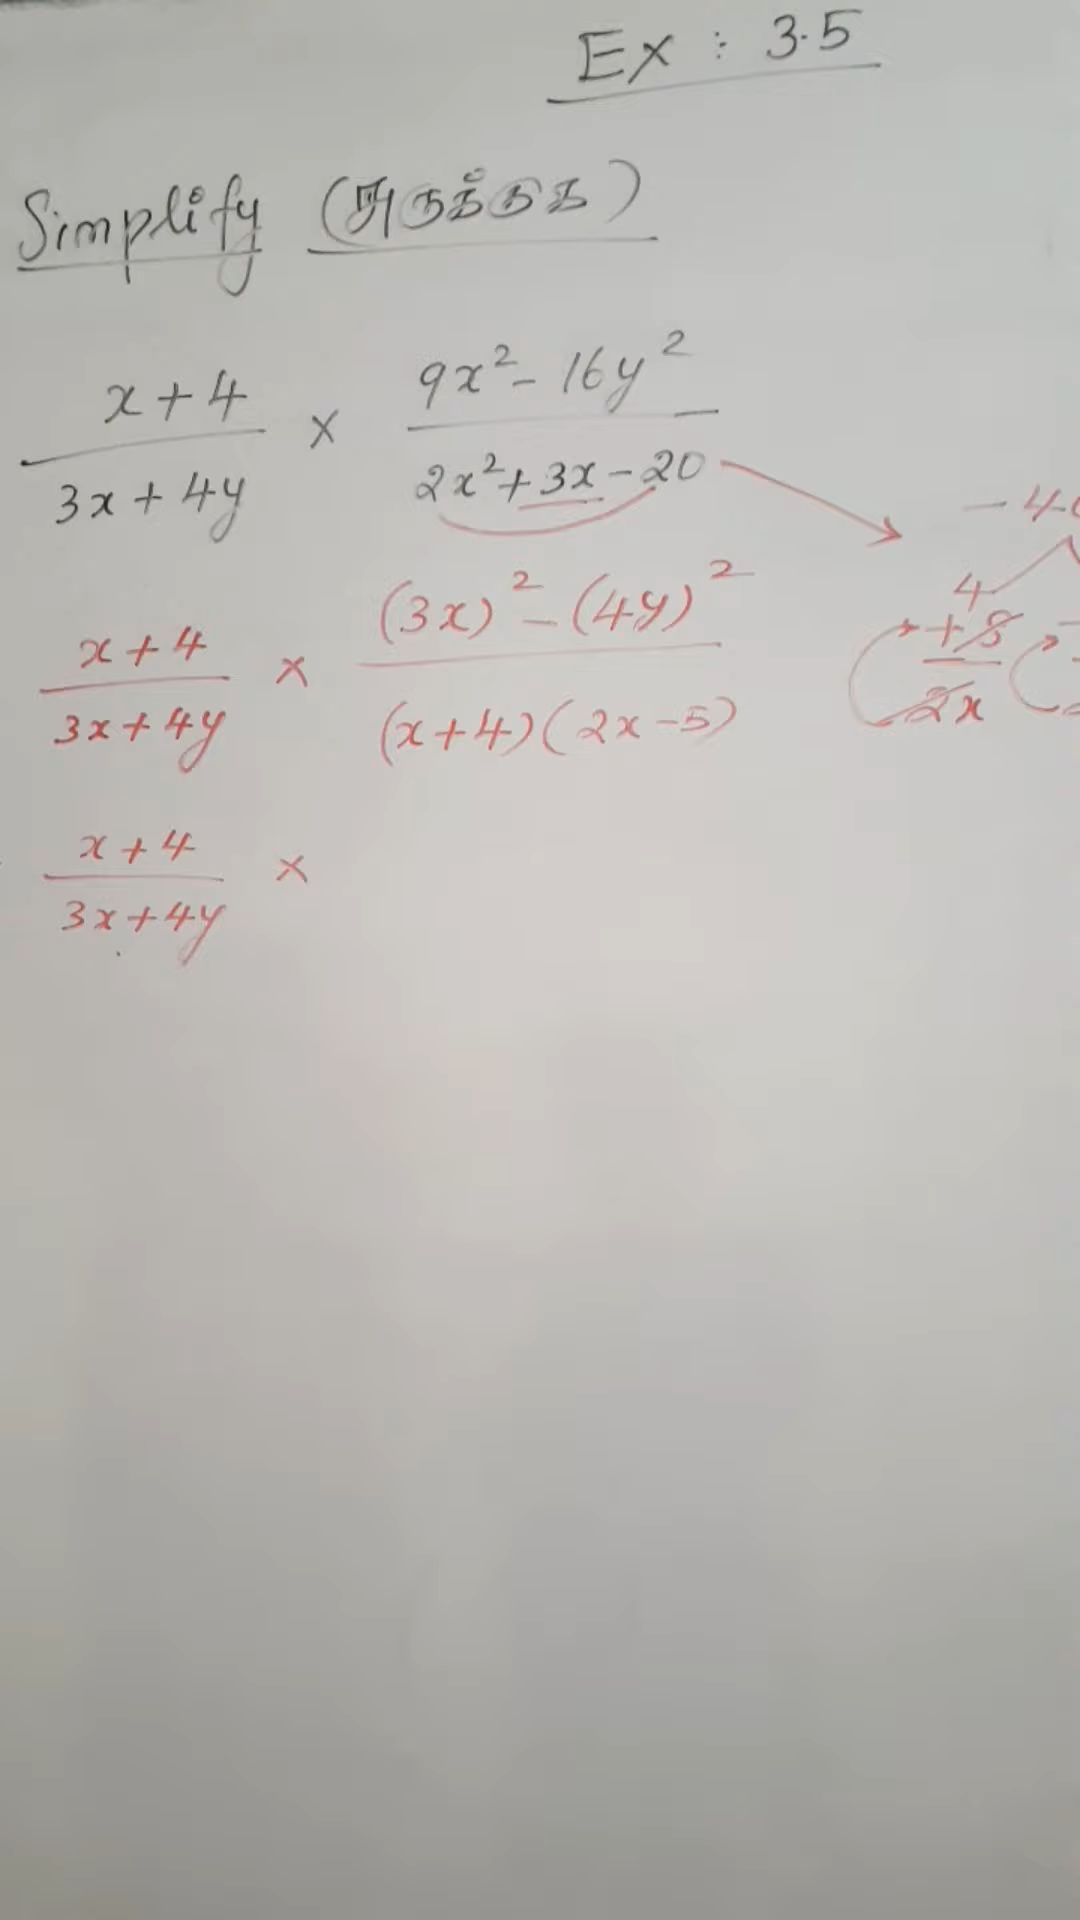 Ex : 3.5
Simplify (சுருக்குக)
x+4 / 3x+4y × 9x²-16y² / 2x²+3x-20
-40
4
+8
2x
x+4 / 3x+4y × (3x)²-(4y)² / (x+4)(2x-5)
x+4 / 3x+4y ×